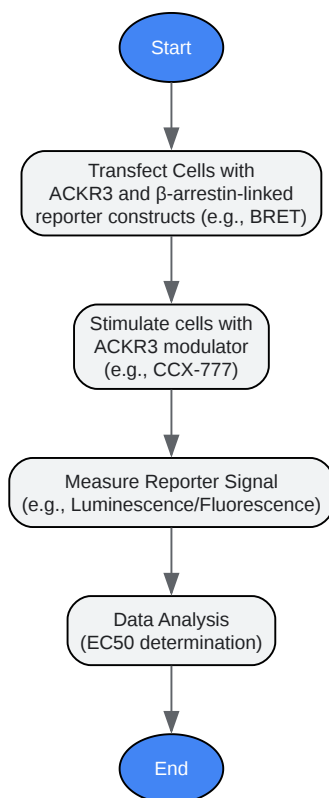 Start
Transfect Cells with
ACKR3 and β-arrestin-linked
reporter constructs (e.g., BRET)
Stimulate cells with
ACKR3 modulator
(e.g., CCX-777)
Measure Reporter Signal
(e.g., Luminescence/Fluorescence)
Data Analysis
(EC50 determination)
End